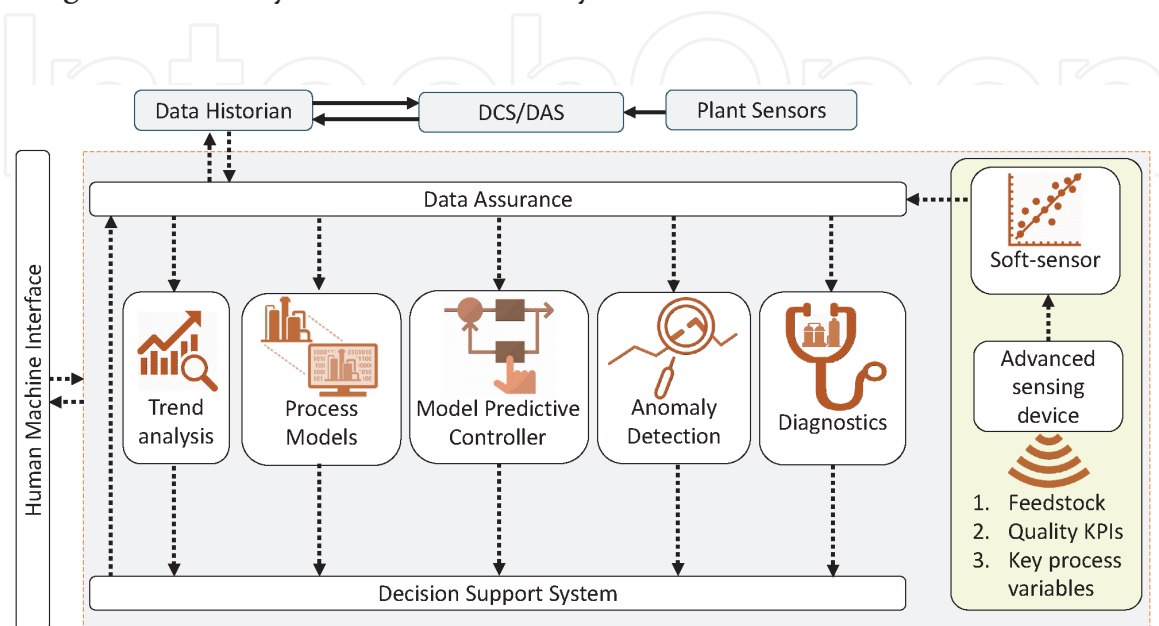 IntechOpen
Data Historian
DCS/DAS
Plant Sensors
Data Assurance
Human Machine Interface
Soft-sensor
Trend
analysis
Process
Models
Model Predictive
Controller
Anomaly
Detection
Diagnostics
Advanced
sensing
device
1. Feedstock
2. Quality KPIs
3. Key process
variables
Decision Support System